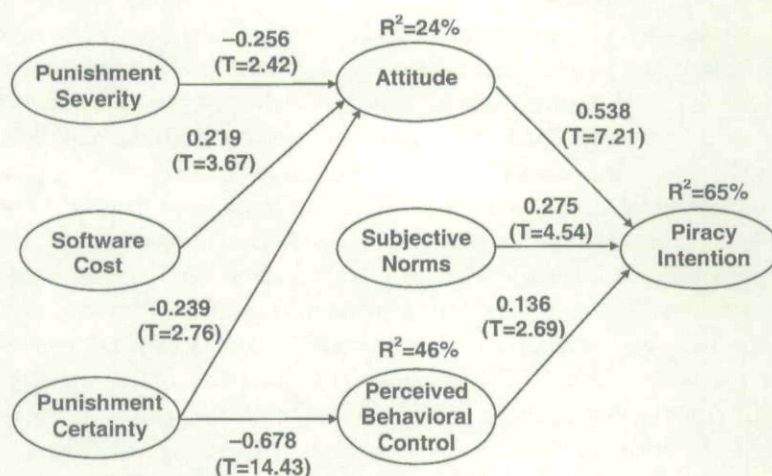 −0.256
(T=2.42)
R²=24%
Punishment
Severity
Attitude
0.219
(T=3.67)
0.538
(T=7.21)
R²=65%
Software
Cost
Subjective
Norms
0.275
(T=4.54)
Piracy
Intention
-0.239
(T=2.76)
0.136
(T=2.69)
R²=46%
Punishment
Certainty
Perceived
Behavioral
Control
−0.678
(T=14.43)